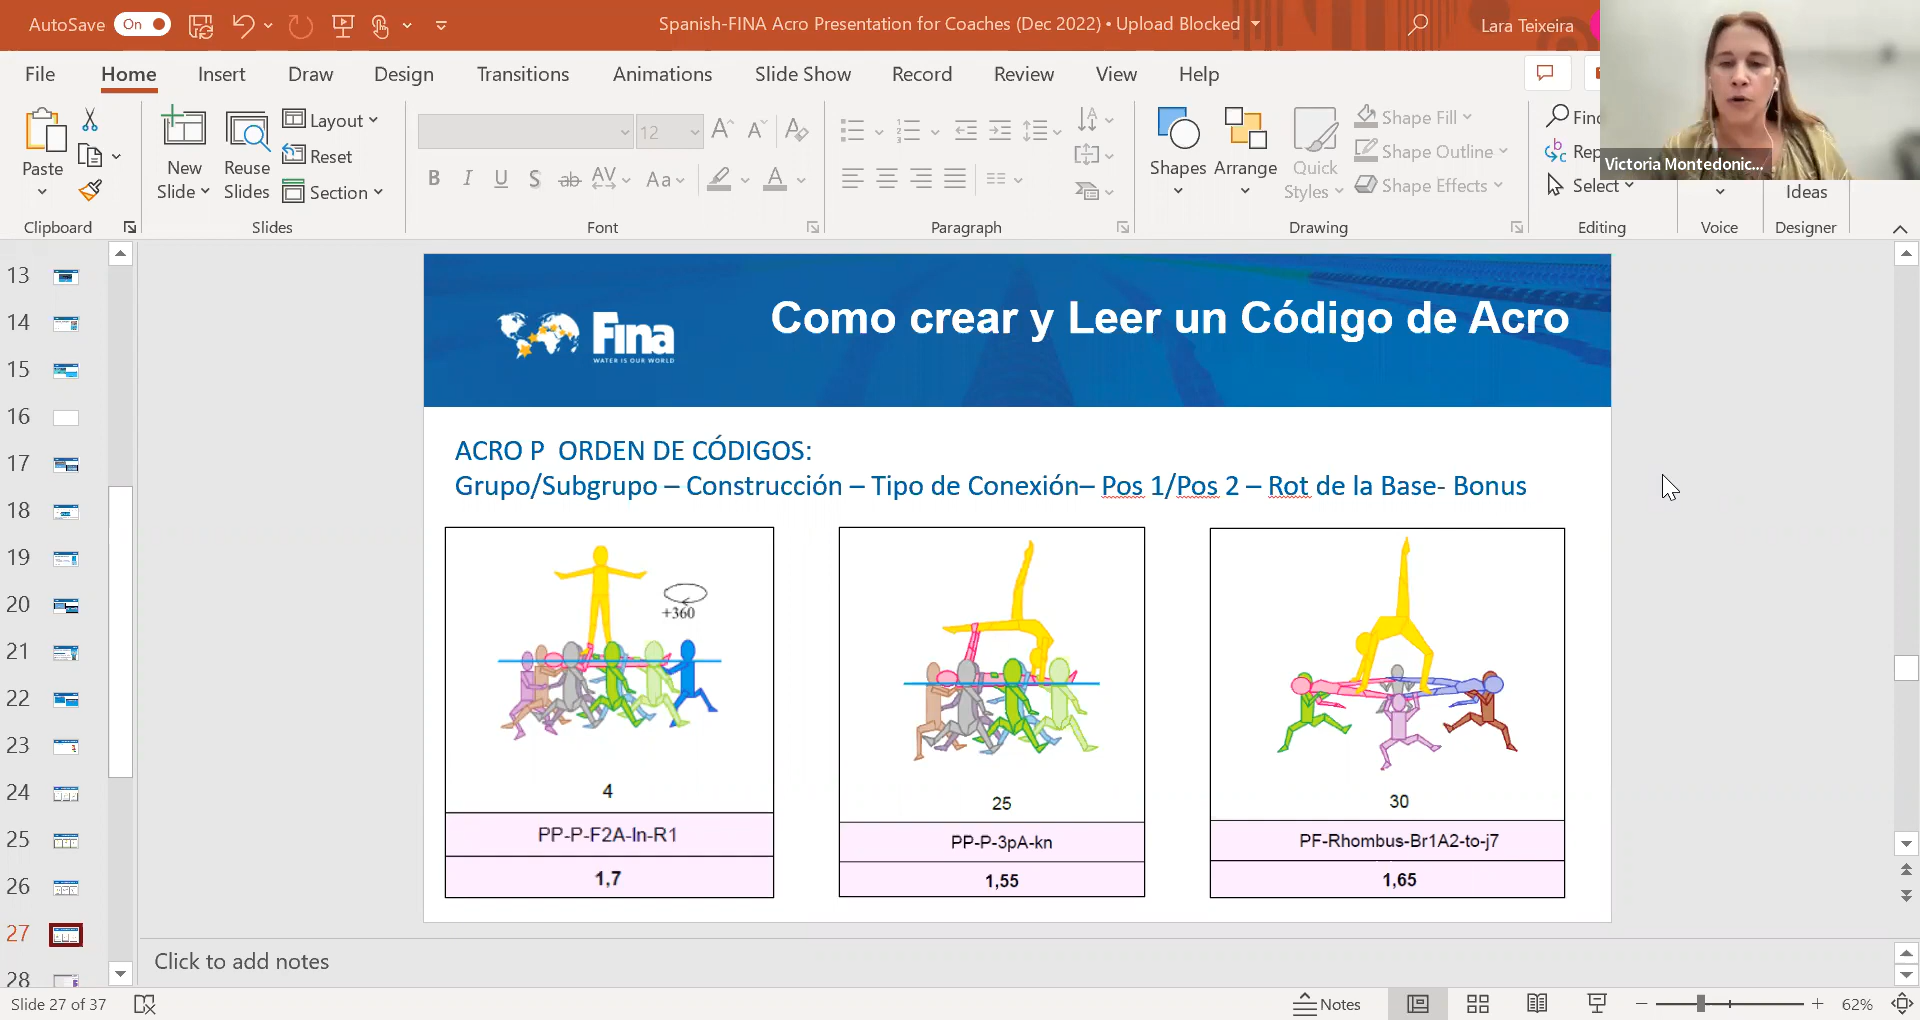 AutoSave On
Spanish-FINA Acro Presentation for Coaches (Dec 2022) • Upload Blocked
Lara Teixeira
File Home Insert Draw Design Transitions Animations Slide Show Record Review View Help
Paste
Clipboard
New Slide
Reuse Slides
Layout
Reset
Section
Slides
12
B I U S ab AV Aa A
Font
Paragraph
Shapes
Arrange
Quick Styles
Shape Fill
Shape Outline
Shape Effects
Drawing
Select
Editing
Voice
Ideas
Designer
Victoria Montedonic...
13
14
15
16
17
18
19
20
21
22
23
24
25
26
27
28
Fina
WATER IS OUR WORLD
Como crear y Leer un Código de Acro
ACRO P ORDEN DE CÓDIGOS:
Grupo/Subgrupo – Construcción – Tipo de Conexión– Pos 1/Pos 2 – Rot de la Base- Bonus
+360
4
PP-P-F2A-In-R1
1,7
25
PP-P-3pA-kn
1,55
30
PF-Rhombus-Br1A2-to-j7
1,65
Click to add notes
Slide 27 of 37
Notes
62%